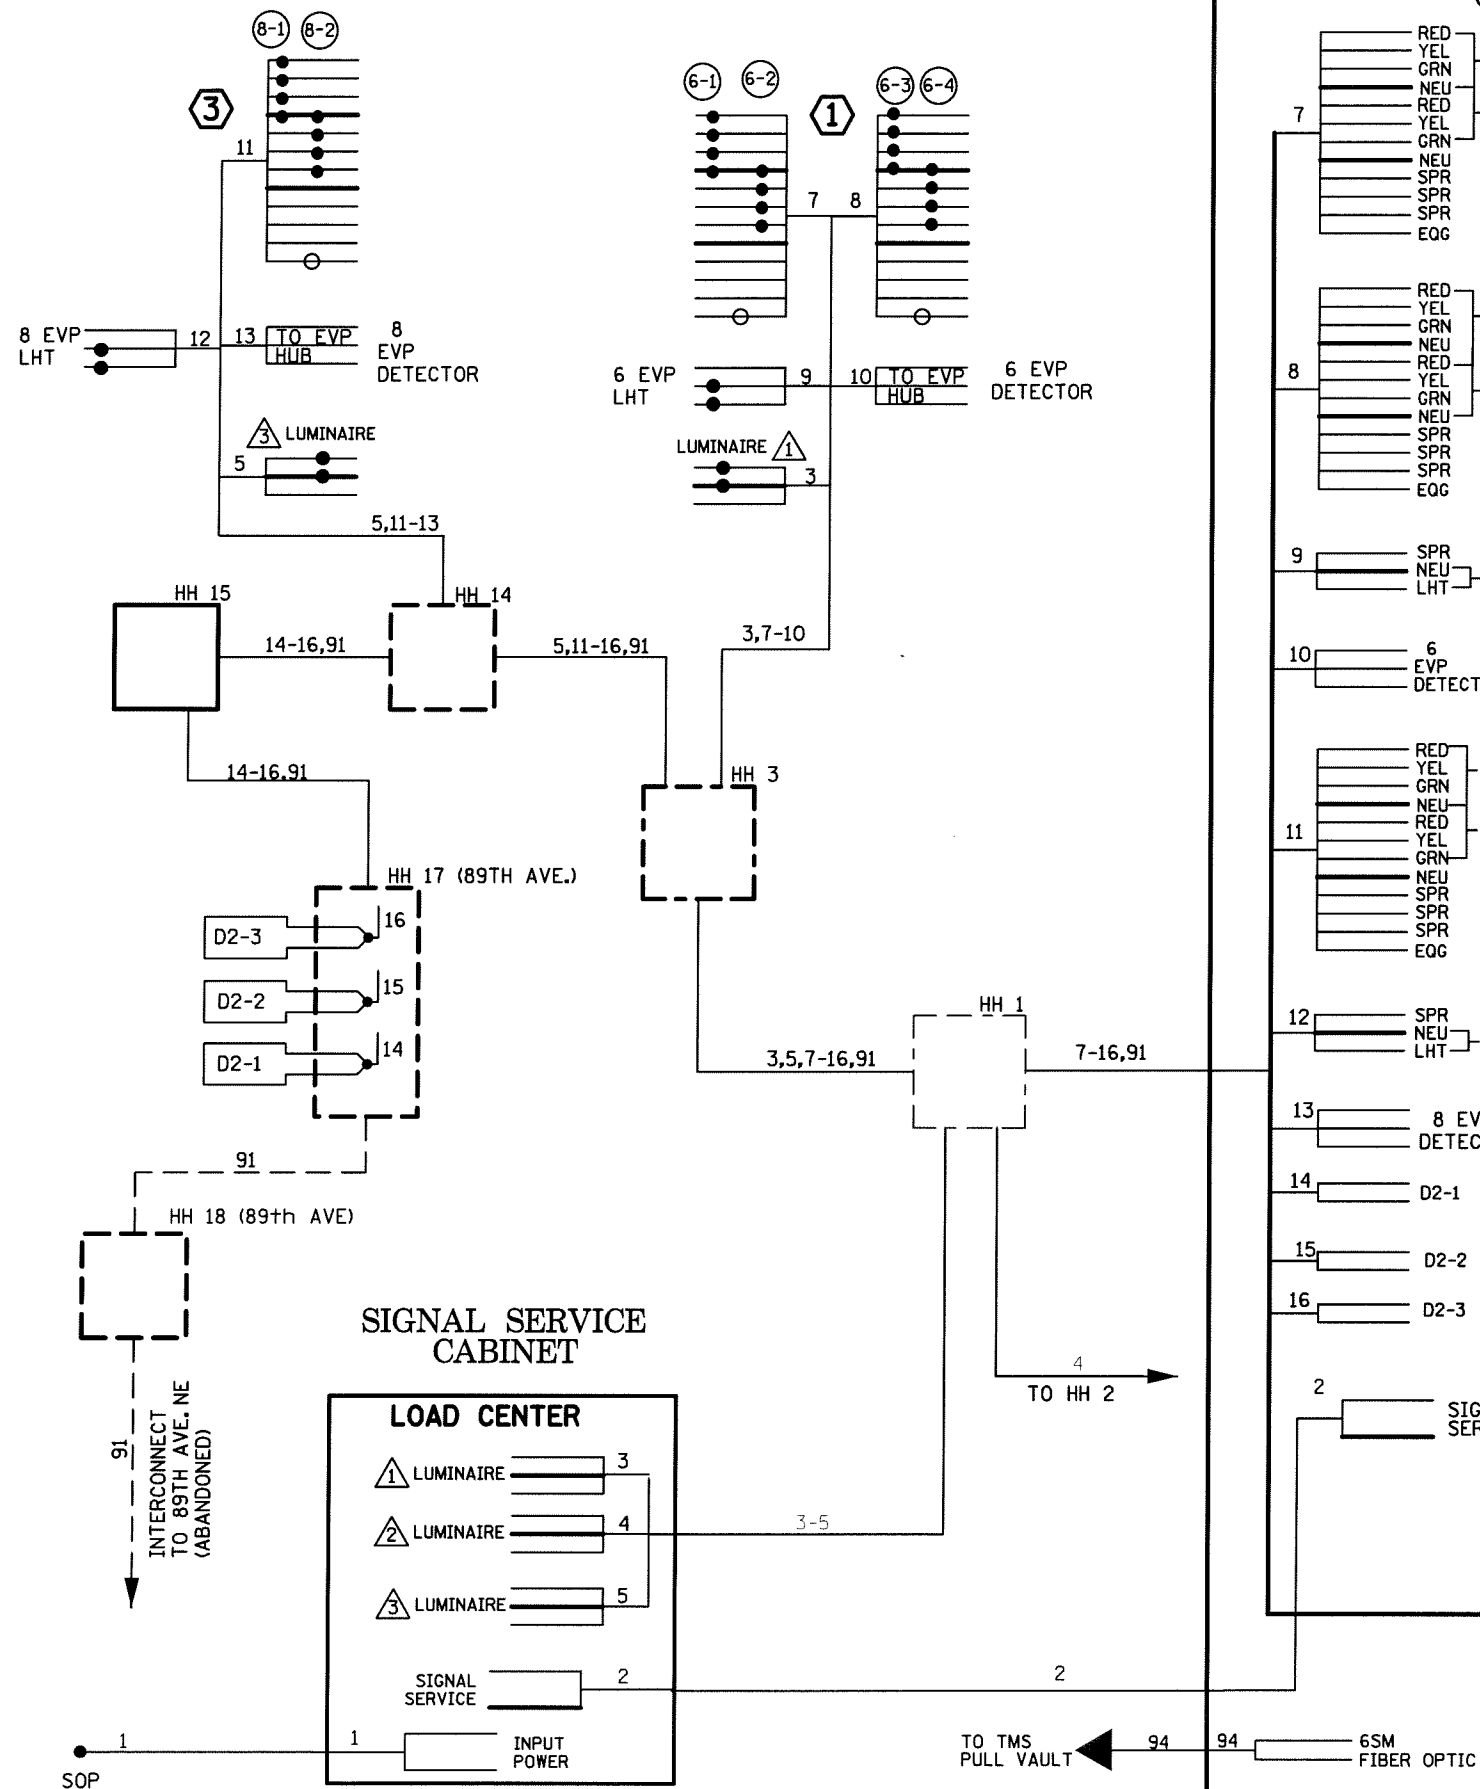 8-1 8-2
3
11
6-1 6-2
1
6-3 6-4
7 8
8 EVP
LHT
12 13
TO EVP
HUB
8
EVP
DETECTOR
6 EVP
LHT
9 10
TO EVP
HUB
6 EVP
DETECTOR
3 LUMINAIRE
5
LUMINAIRE 1
3
5,11-13
HH 15
HH 14
14-16,91
5,11-16,91
3,7-10
14-16.91
HH 3
HH 17 (89TH AVE.)
D2-3
16
D2-2
15
D2-1
14
HH 1
3,5,7-16,91
7-16,91
91
HH 18 (89th AVE)
91
INTERCONNECT
TO 89TH AVE. NE
(ABANDONED)
4
TO HH 2
SIGNAL SERVICE
CABINET
LOAD CENTER
1 LUMINAIRE 3
2 LUMINAIRE 4
3 LUMINAIRE 5
3-5
SIGNAL
SERVICE
2
2
1
1
INPUT
POWER
SOP
TO TMS
PULL VAULT
94 94
6SM
FIBER OPTIC
7
RED
YEL
GRN
NEU
RED
YEL
GRN
NEU
SPR
SPR
SPR
EQG
8
RED
YEL
GRN
NEU
RED
YEL
GRN
NEU
SPR
SPR
SPR
EQG
9
SPR
NEU
LHT
10
6
EVP
DETECT
11
RED
YEL
GRN
NEU
RED
YEL
GRN
NEU
SPR
SPR
SPR
EQG
12
SPR
NEU
LHT
13
8 EV
DETEC
14
D2-1
15
D2-2
16
D2-3
2
SIG
SER